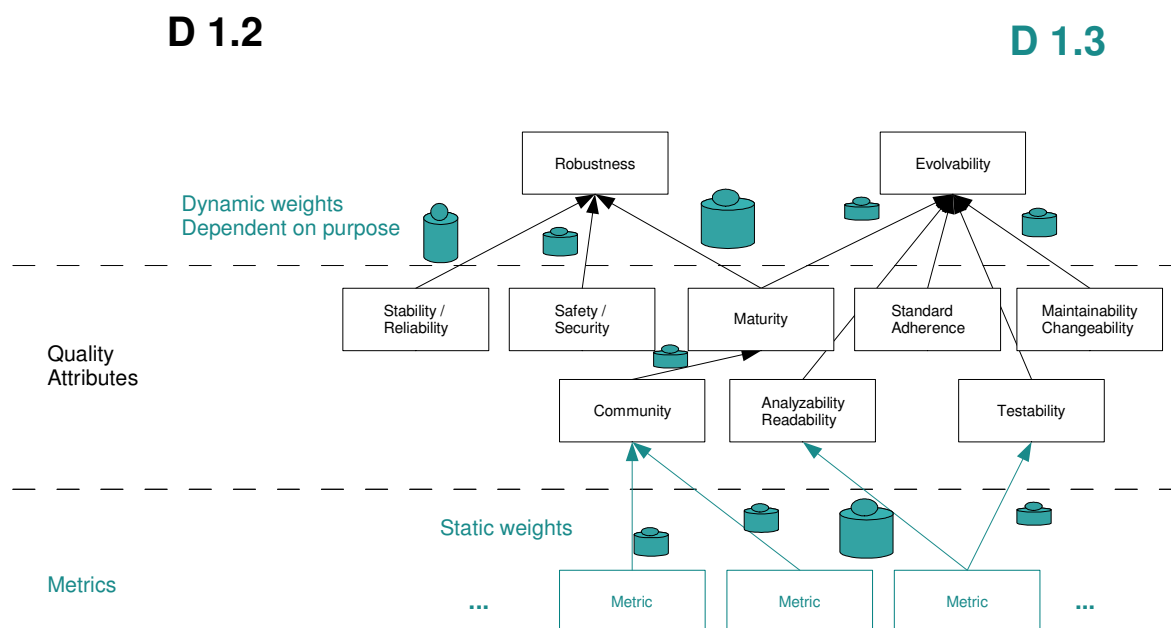 D 1.2
D 1.3
Robustness
Evolvability
Dynamic weights
Dependent on purpose
Stability /
Reliability
Safety /
Security
Maturity
Standard
Adherence
Maintainability
Changeability
Quality
Attributes
Community
Analyzability
Readability
Testability
Static weights
Metrics
...
Metric
Metric
Metric
...